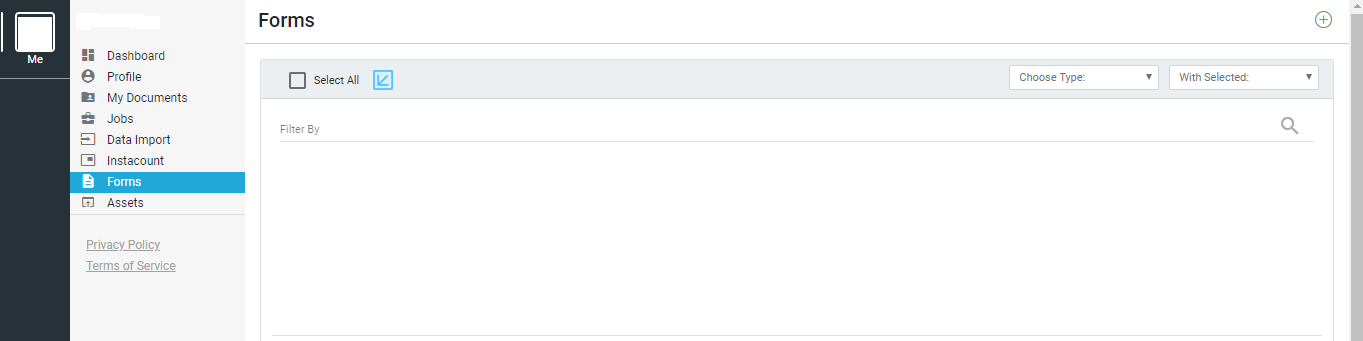 Me
Dashboard
Profile
My Documents
Jobs
Data Import
Instacount
Forms
Assets
Privacy Policy
Terms of Service
Forms
Select All
Choose Type:
With Selected:
Filter By